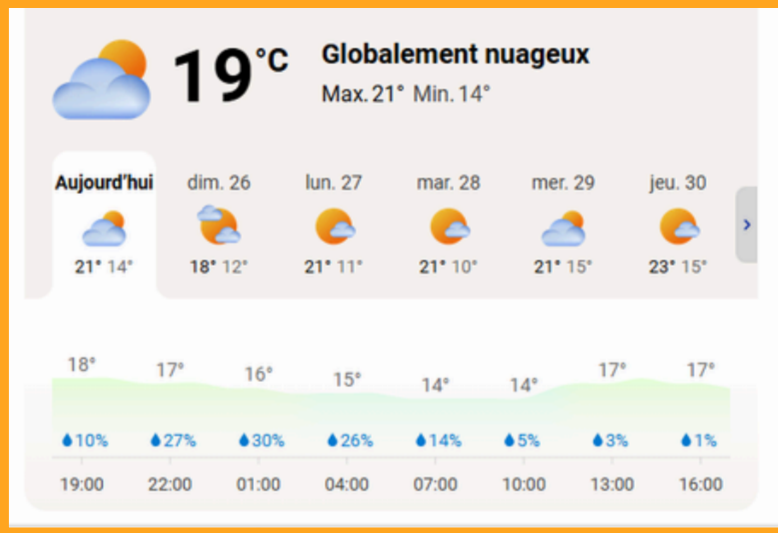 19°C
Globalement nuageux
Max. 21° Min. 14°
Aujourd'hui dim. 26 lun. 27 mar. 28 mer. 29 jeu. 30
21° 14° 18° 12° 21° 11° 21° 10° 21° 15° 23° 15°
18° 17° 16° 15° 14° 14° 17° 17°
10% 27% 30% 26% 14% 5% 3% 1%
19:00 22:00 01:00 04:00 07:00 10:00 13:00 16:00